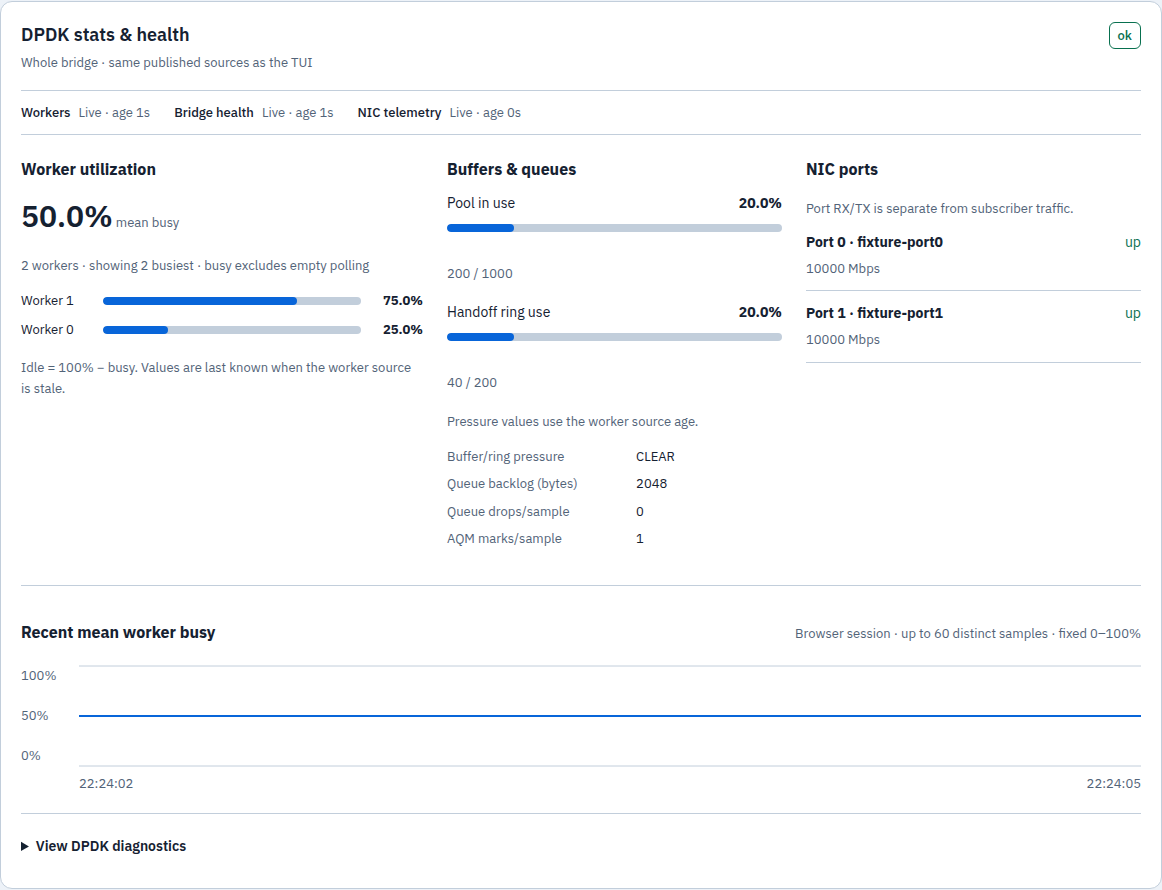 DPDK stats & health
ok
Whole bridge · same published sources as the TUI
Workers Live · age 1s Bridge health Live · age 1s NIC telemetry Live · age 0s
Worker utilization
50.0% mean busy
2 workers · showing 2 busiest · busy excludes empty polling
Worker 1 75.0%
Worker 0 25.0%
Idle = 100% − busy. Values are last known when the worker source
is stale.
Buffers & queues
Pool in use 20.0%
200 / 1000
Handoff ring use 20.0%
40 / 200
Pressure values use the worker source age.
Buffer/ring pressure CLEAR
Queue backlog (bytes) 2048
Queue drops/sample 0
AQM marks/sample 1
NIC ports
Port RX/TX is separate from subscriber traffic.
Port 0 · fixture-port0 up
10000 Mbps
Port 1 · fixture-port1 up
10000 Mbps
Recent mean worker busy
Browser session · up to 60 distinct samples · fixed 0–100%
100%
50%
0%
22:24:02 22:24:05
View DPDK diagnostics